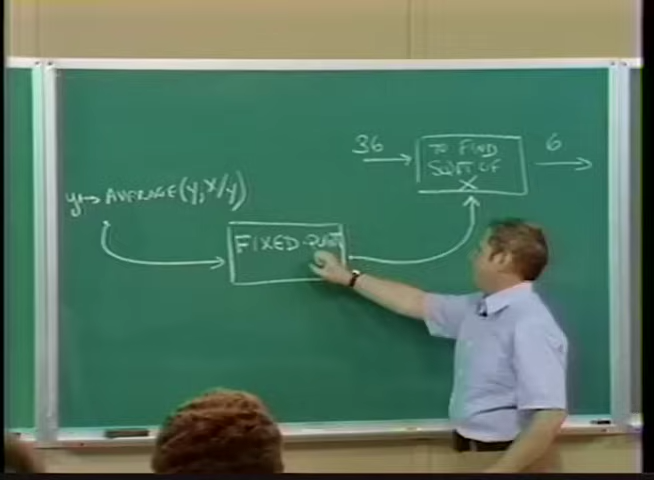 36
TO FIND
SQRT OF
X
6
y↦ AVERAGE(y, X/y)
FIXED-POINT